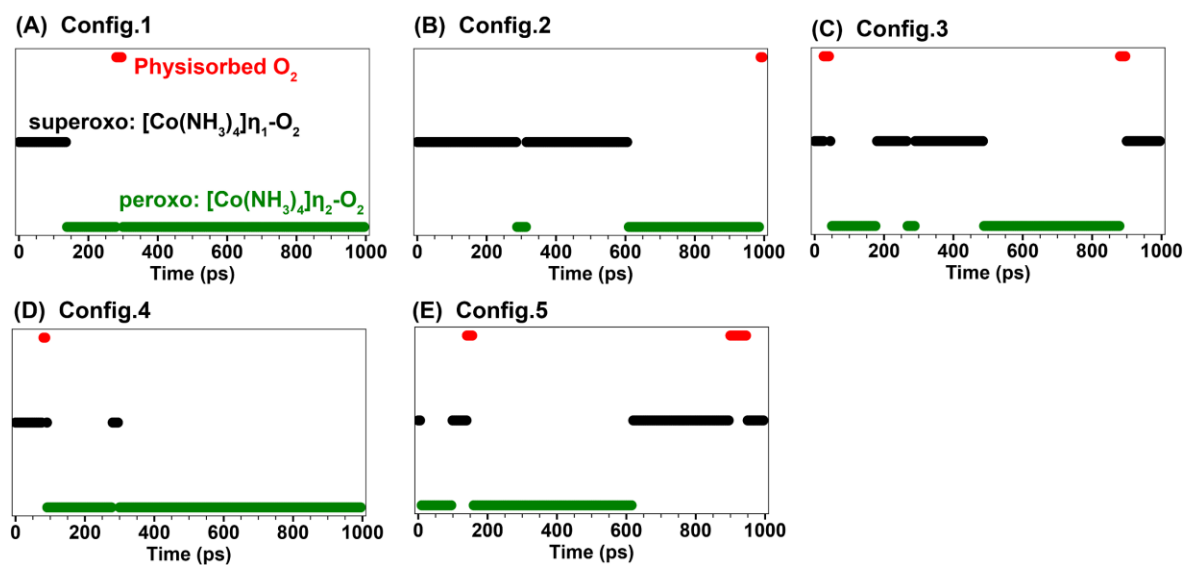 (A) Config.1
Physisorbed O₂
superoxo: [Co(NH₃)₄]η₁-O₂
peroxo: [Co(NH₃)₄]η₂-O₂
0 200 400 600 800 1000
Time (ps)
(B) Config.2
0 200 400 600 800 1000
Time (ps)
(C) Config.3
0 200 400 600 800 1000
Time (ps)
(D) Config.4
0 200 400 600 800 1000
Time (ps)
(E) Config.5
0 200 400 600 800 1000
Time (ps)